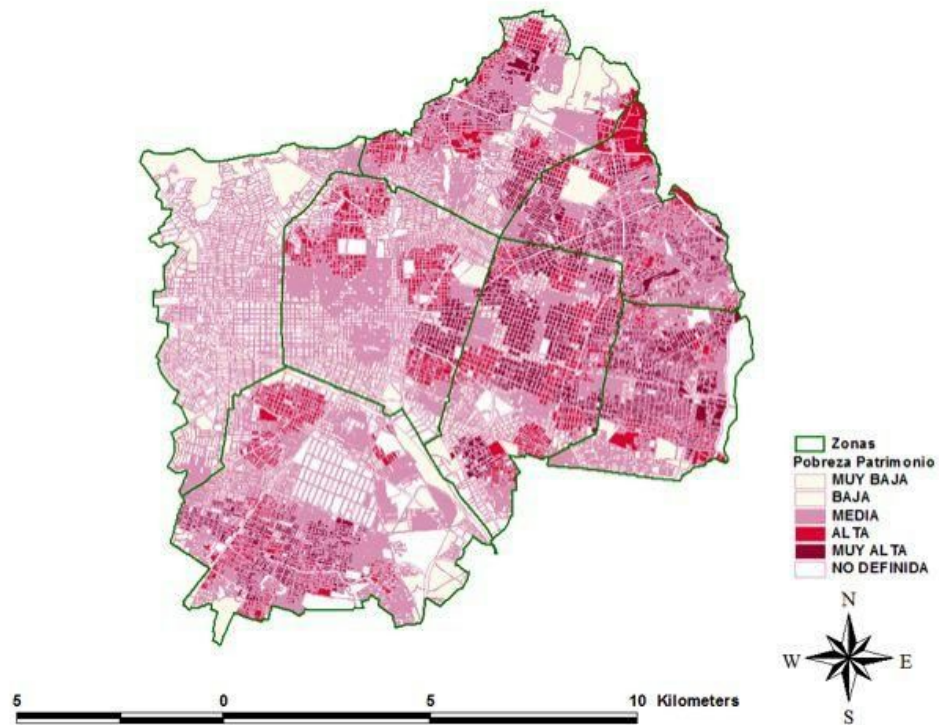 Zonas
Pobreza Patrimonio
MUY BAJA
BAJA
MEDIA
ALTA
MUY ALTA
NO DEFINIDA
N
W E
S
5 0 5 10 Kilometers